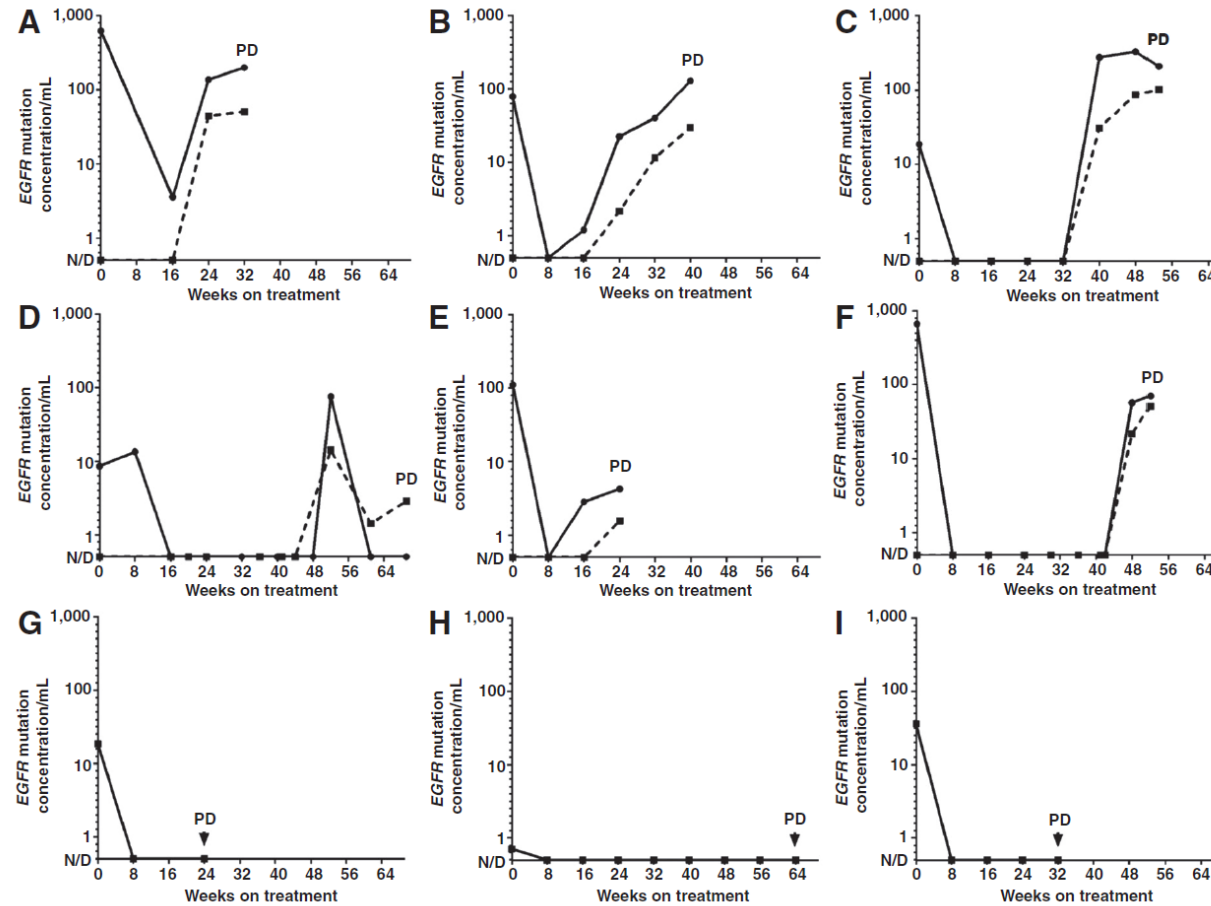 A
EGFR mutation
concentration/mL
1,000
100
10
1
N/D
PD
0 8 16 24 32 40 48 56 64
Weeks on treatment
B
EGFR mutation
concentration/mL
1,000
100
10
1
N/D
PD
0 8 16 24 32 40 48 56 64
Weeks on treatment
C
EGFR mutation
concentration/mL
1,000
100
10
1
N/D
PD
0 8 16 24 32 40 48 56 64
Weeks on treatment
D
EGFR mutation
concentration/mL
1,000
100
10
1
N/D
PD
0 8 16 24 32 40 48 56 64
Weeks on treatment
E
EGFR mutation
concentration/mL
1,000
100
10
1
N/D
PD
0 8 16 24 32 40 48 56 64
Weeks on treatment
F
EGFR mutation
concentration/mL
1,000
100
10
1
N/D
PD
0 8 16 24 32 40 48 56 64
Weeks on treatment
G
EGFR mutation
concentration/mL
1,000
100
10
1
N/D
PD
0 8 16 24 32 40 48 56 64
Weeks on treatment
H
EGFR mutation
concentration/mL
1,000
100
10
1
N/D
PD
0 8 16 24 32 40 48 56 64
Weeks on treatment
I
EGFR mutation
concentration/mL
1,000
100
10
1
N/D
PD
0 8 16 24 32 40 48 56 64
Weeks on treatment